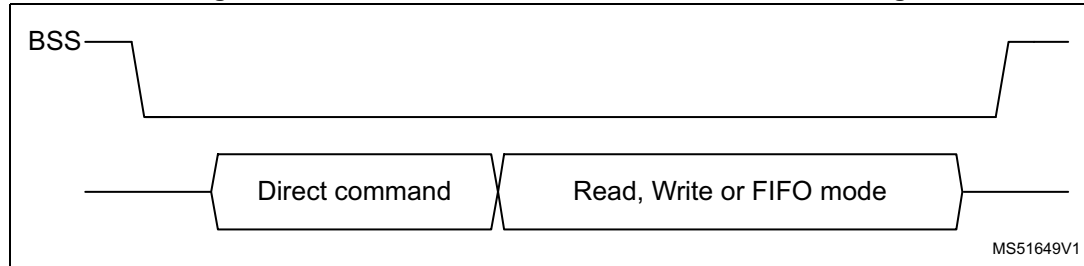 BSS
Direct command
Read, Write or FIFO mode
MS51649V1